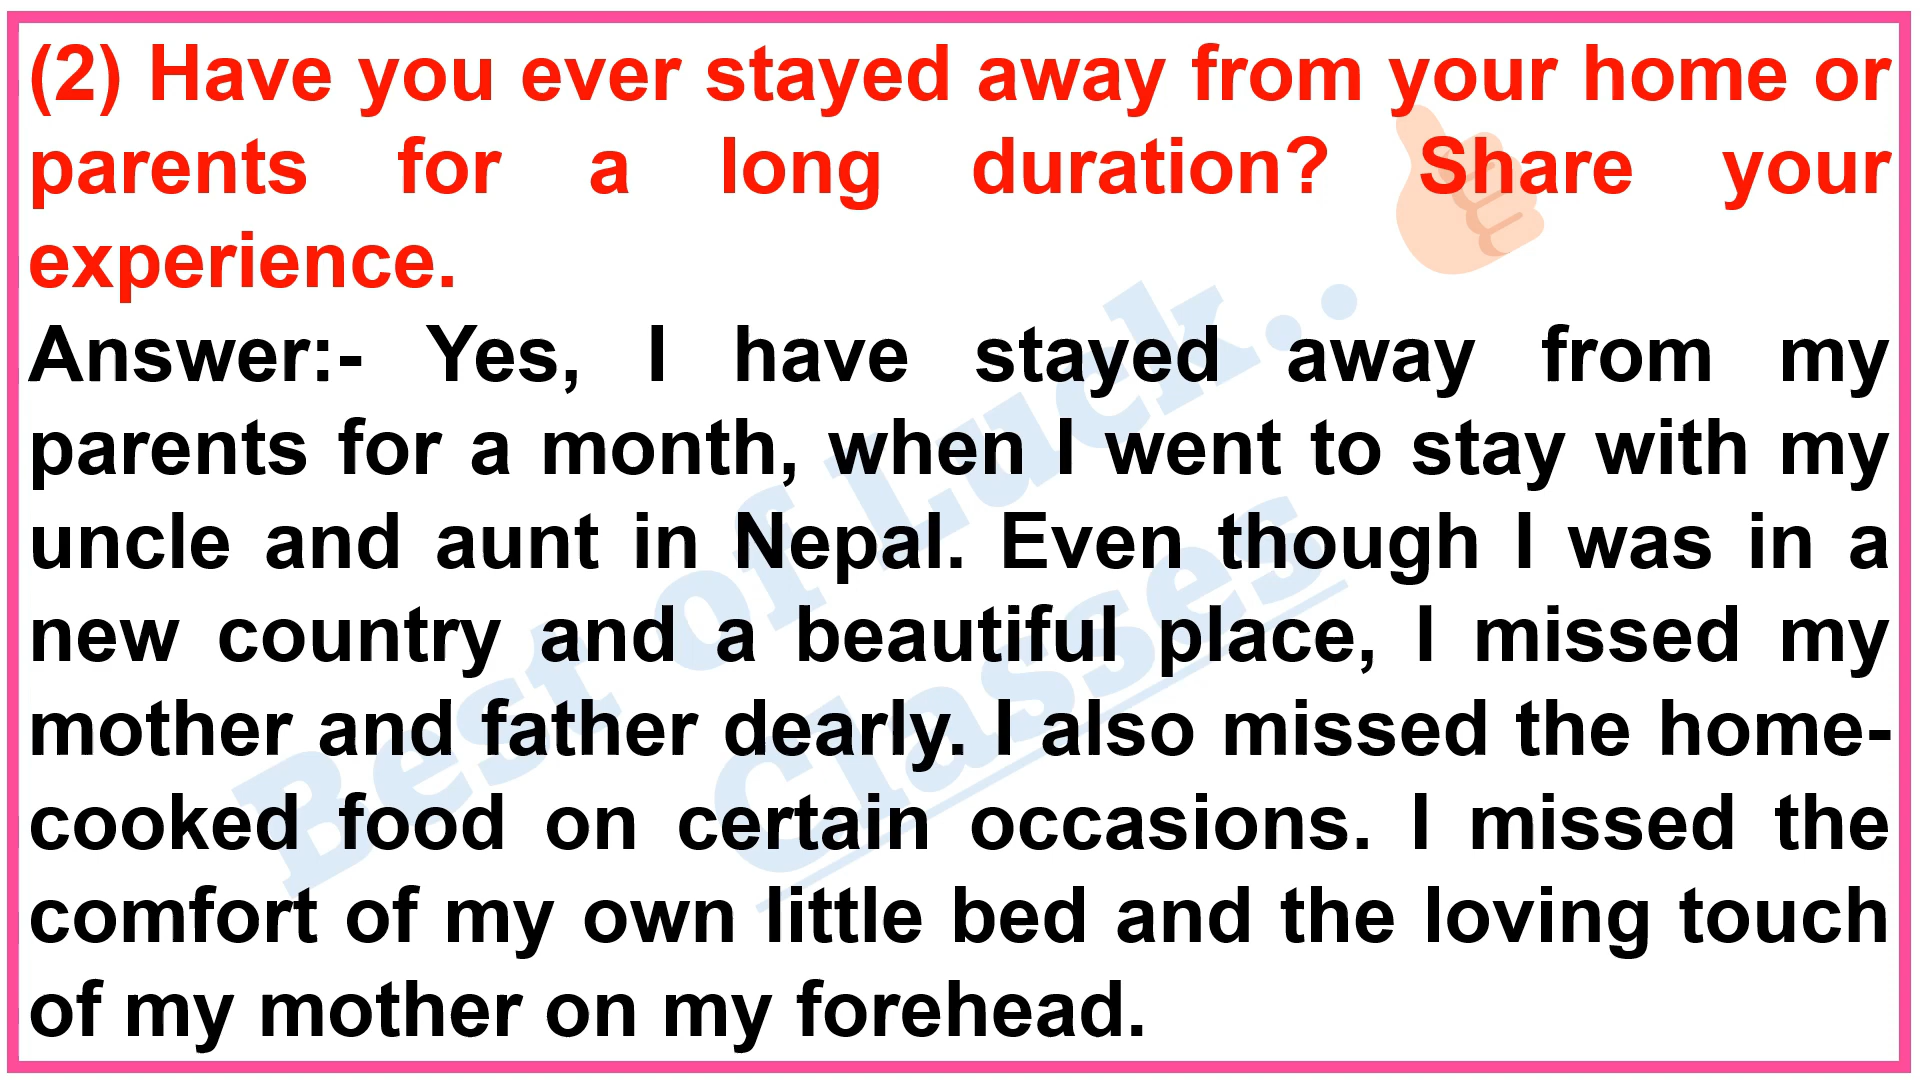 (2) Have you ever stayed away from your home or
parents for a long duration? Share your
experience.
Answer:- Yes, I have stayed away from my
parents for a month, when I went to stay with my
uncle and aunt in Nepal. Even though I was in a
new country and a beautiful place, I missed my
mother and father dearly. I also missed the home-
cooked food on certain occasions. I missed the
comfort of my own little bed and the loving touch
of my mother on my forehead.
Best of Luck..
Classes